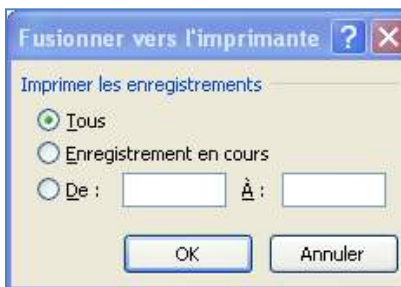 Fusionner vers l'imprimante ?
Imprimer les enregistrements
Tous
Enregistrement en cours
De : À :
OK Annuler